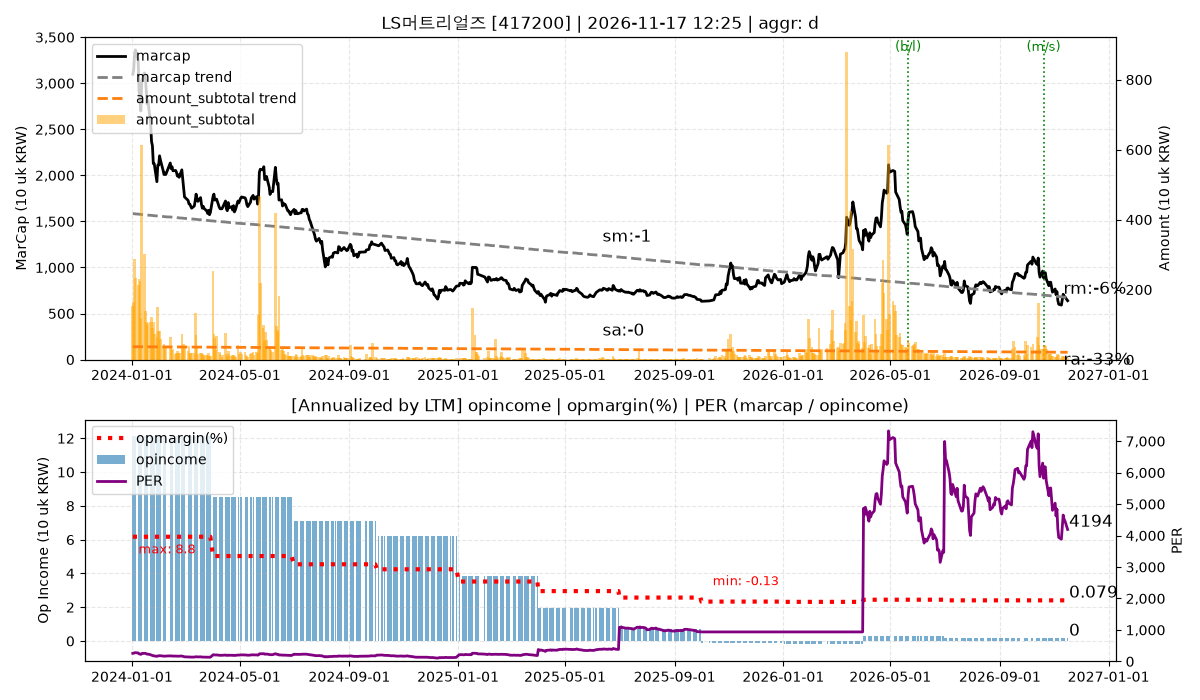 LS머트리얼즈 [417200] | 2026-11-17 12:25 | aggr: d
(b/l)
(m/s)
marcap
marcap trend
amount_subtotal trend
amount_subtotal
MarCap (10 uk KRW)
3,500
3,000
2,500
2,000
1,500
1,000
500
0
Amount (10 uk KRW)
800
600
400
200
0
sm:-1
sa:-0
rm:-6%
ra:-33%
2024-01-01 2024-05-01 2024-09-01 2025-01-01 2025-05-01 2025-09-01 2026-01-01 2026-05-01 2026-09-01 2027-01-01
[Annualized by LTM] opincome | opmargin(%) | PER (marcap / opincome)
opmargin(%)
opincome
PER
Op Income (10 uk KRW)
12
10
8
6
4
2
0
PER
7,000
6,000
5,000
4,000
3,000
2,000
1,000
0
max: 8.8
min: -0.13
4194
0.079
0
2024-01-01 2024-05-01 2024-09-01 2025-01-01 2025-05-01 2025-09-01 2026-01-01 2026-05-01 2026-09-01 2027-01-01